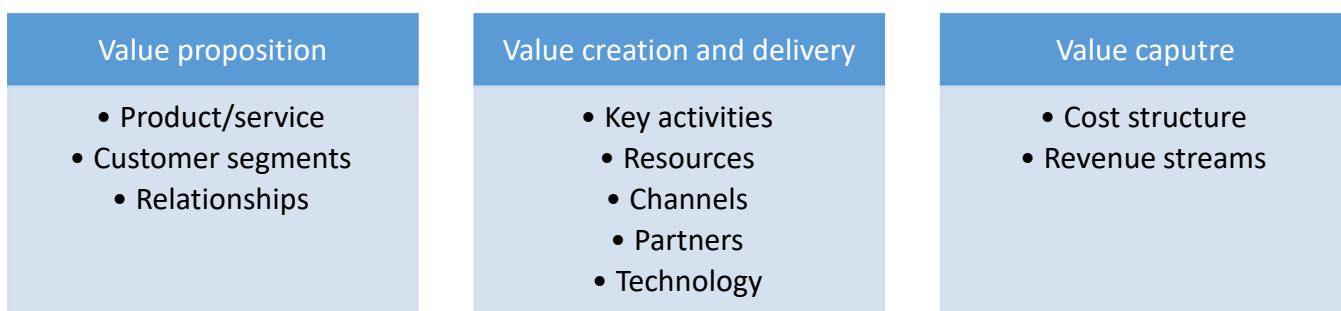 Value proposition
• Product/service
• Customer segments
• Relationships
Value creation and delivery
• Key activities
• Resources
• Channels
• Partners
• Technology
Value caputre
• Cost structure
• Revenue streams